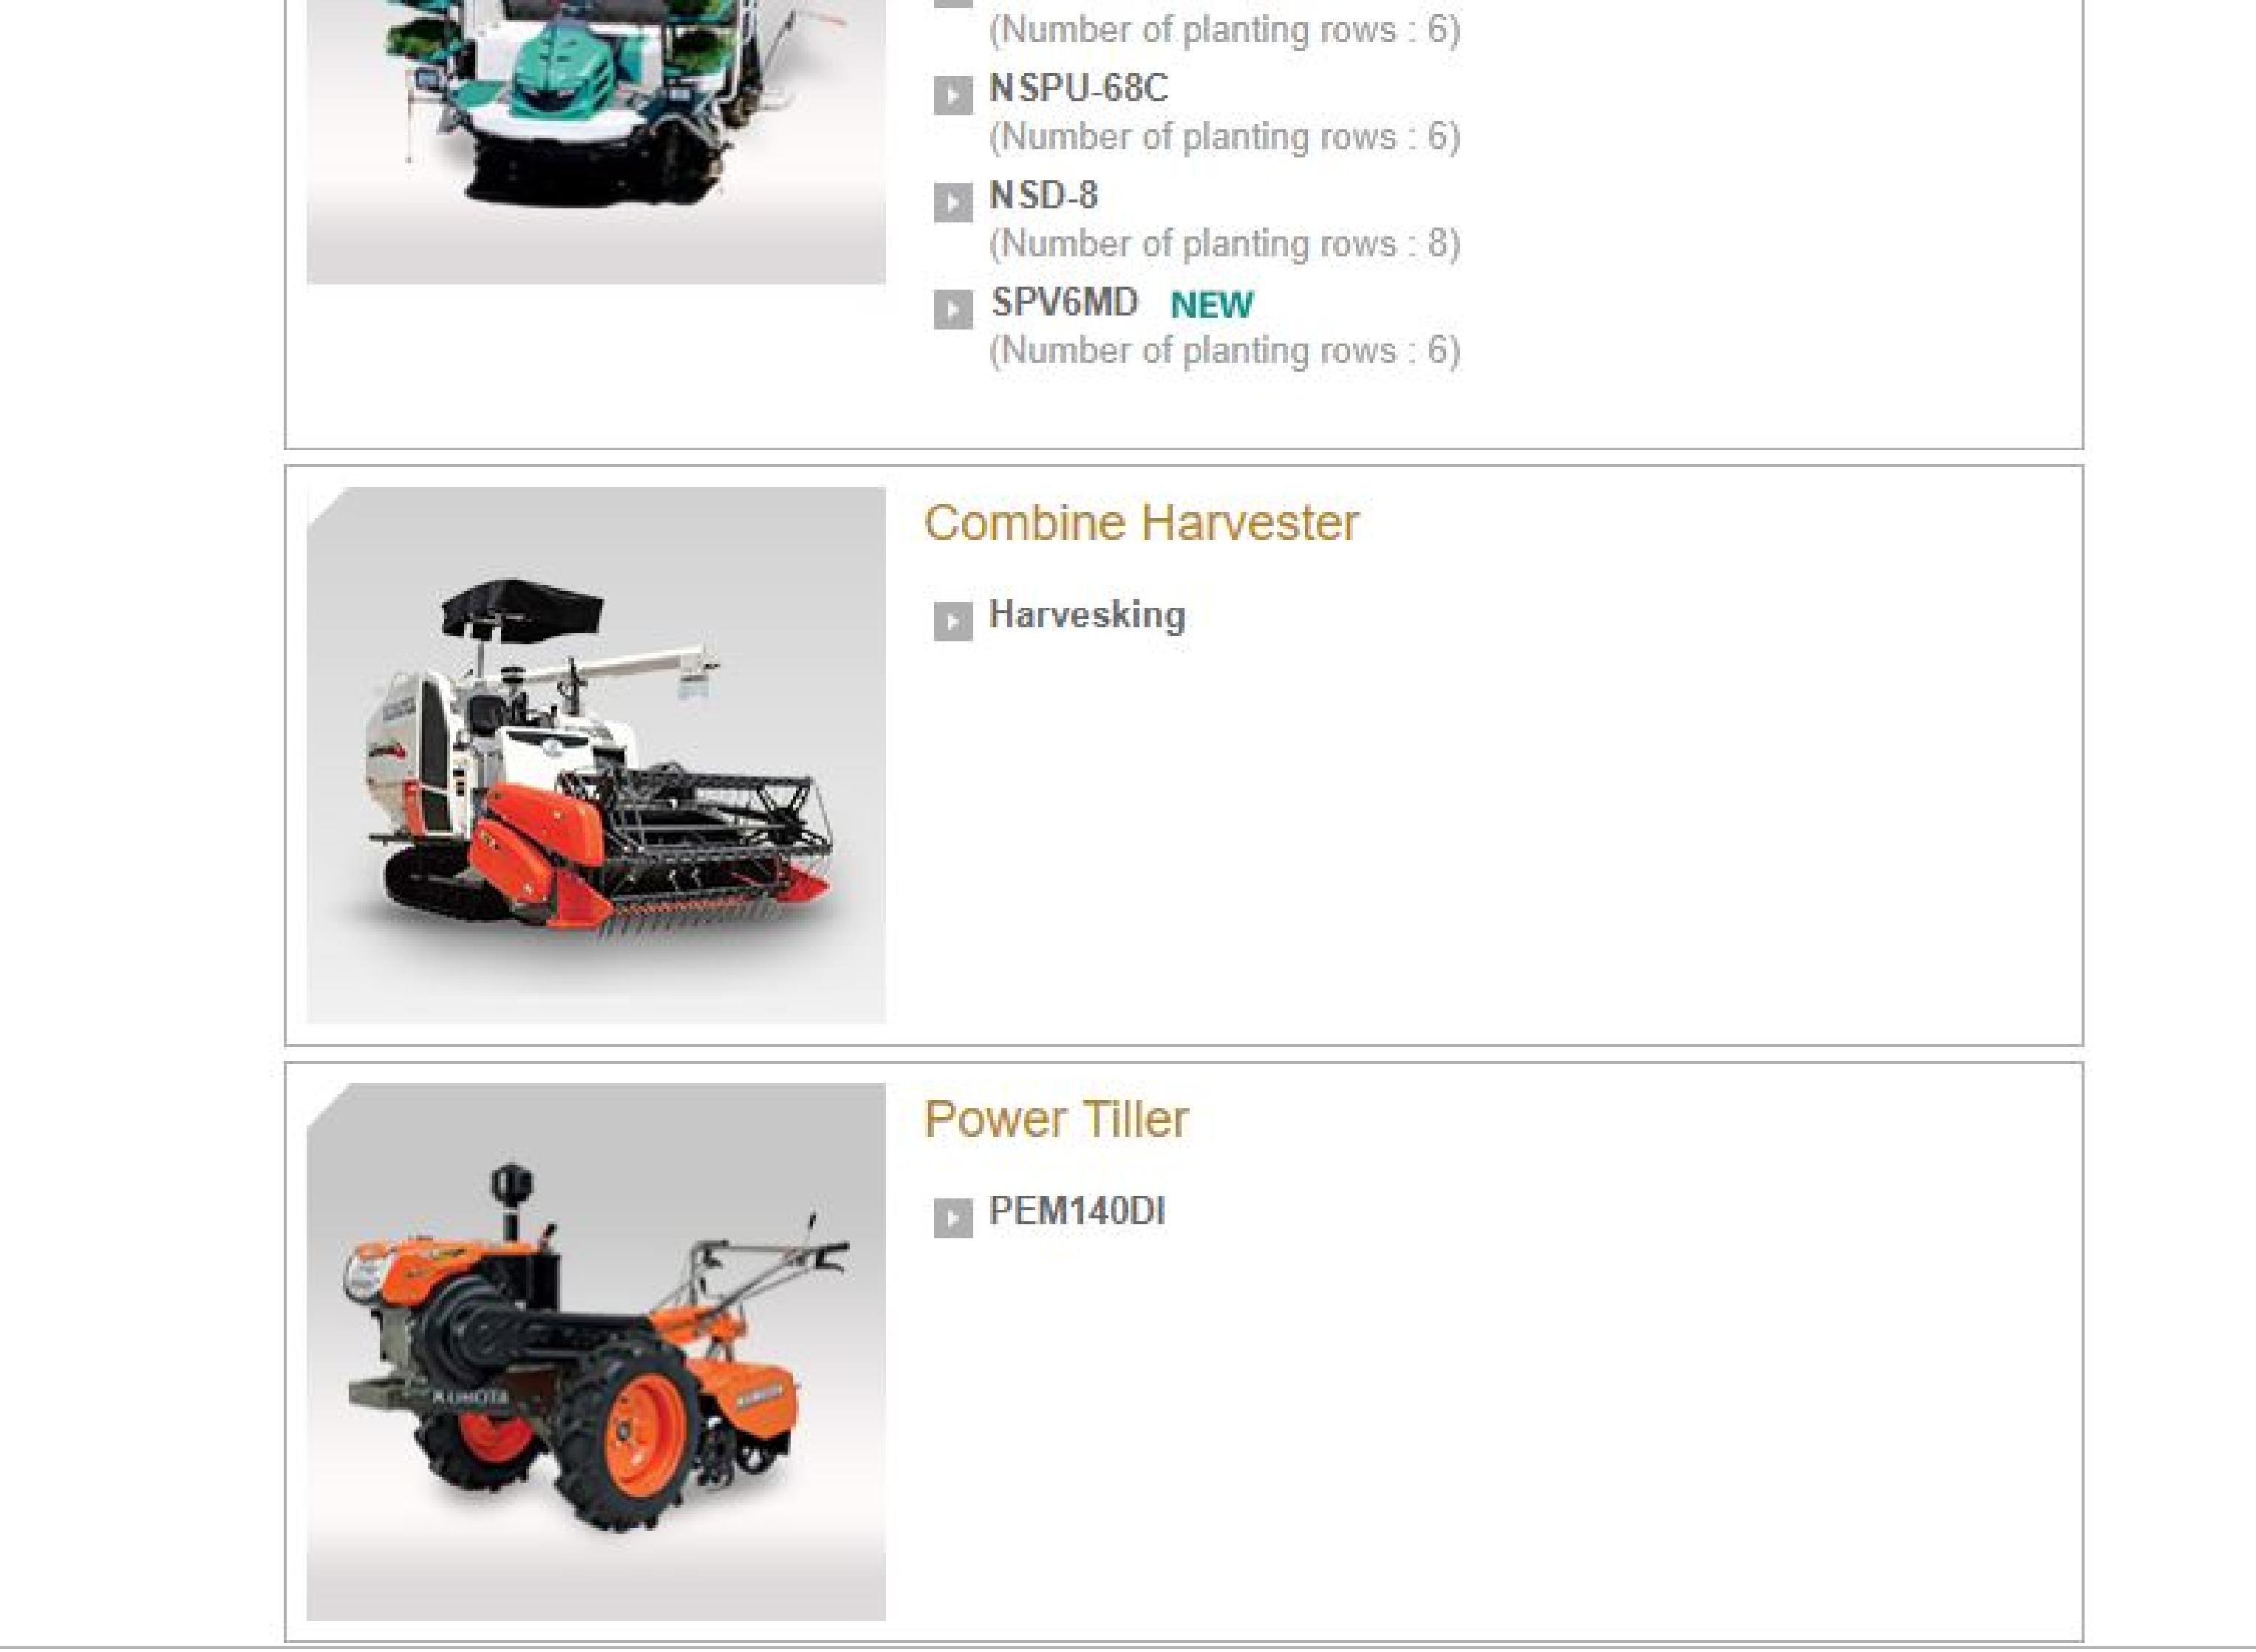 (Number of planting rows : 6)
NSPU-68C
(Number of planting rows : 6)
NSD-8
(Number of planting rows : 8)
SPV6MD NEW
(Number of planting rows : 6)
Combine Harvester
Harvesking
Power Tiller
PEM140DI
KUBOTA